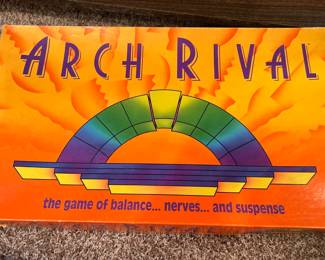 ARCH RIVAL
the game of balance... nerves... and suspense